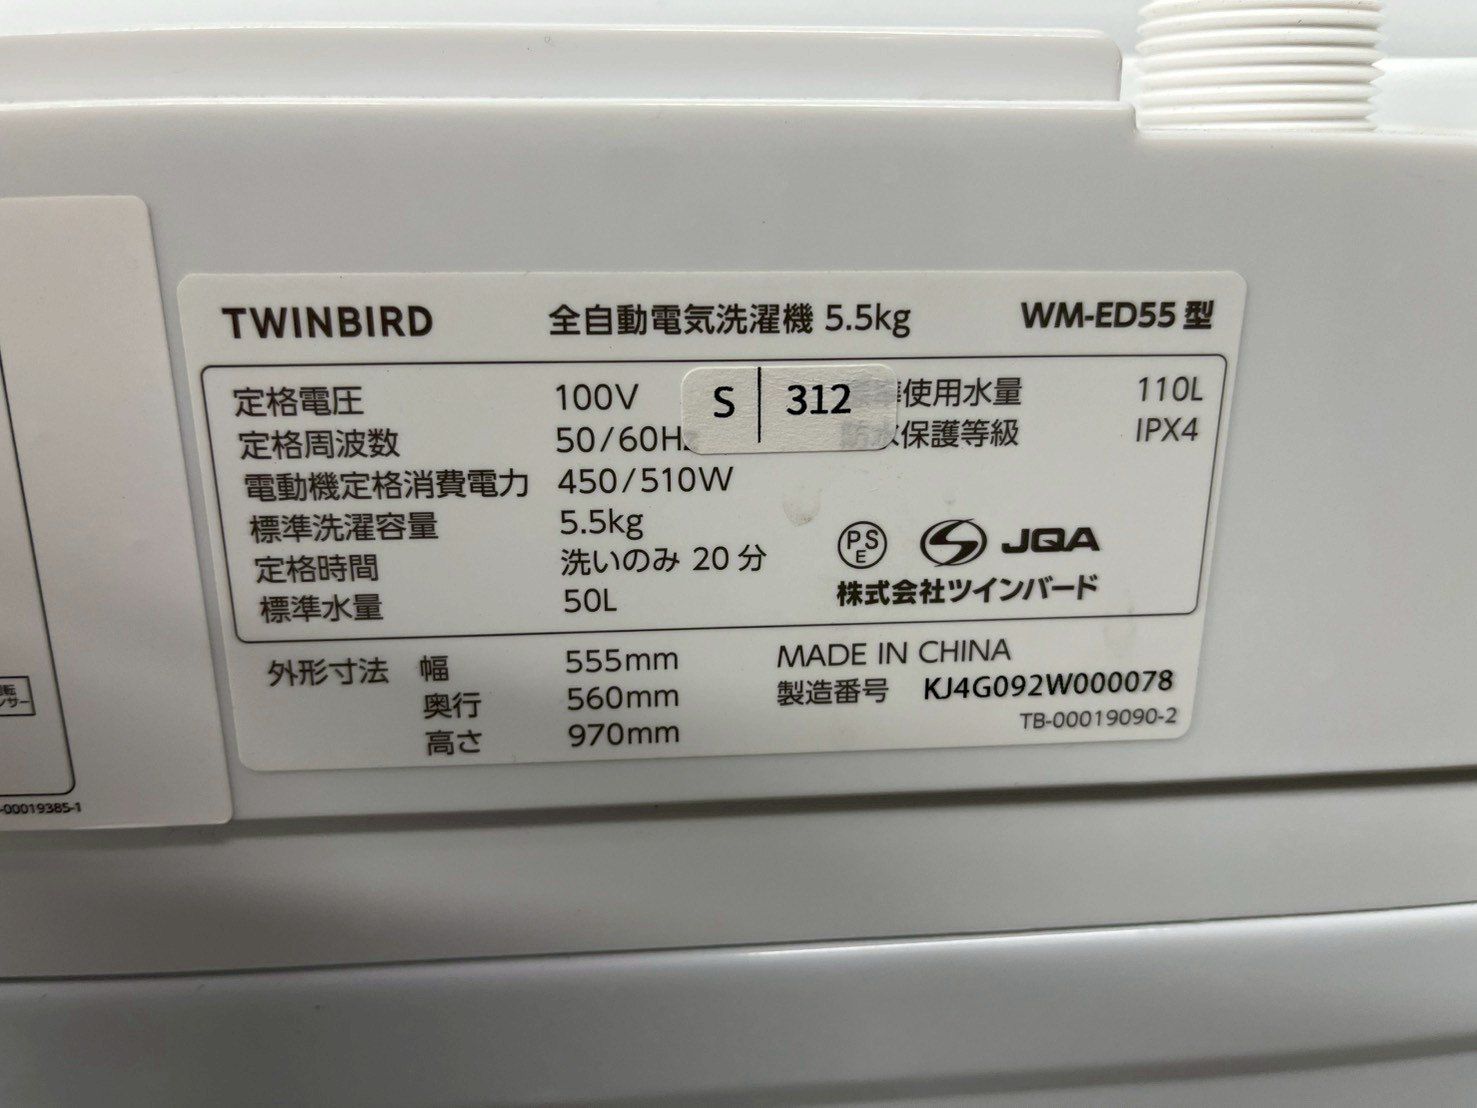 TWINBIRD 全自動電気洗濯機 5.5kg WM-ED55 型
定格電圧 100V
S 312
使用水量 110L
定格周波数 50/60Hz
防水保護等級 IPX4
電動機定格消費電力 450/510W
標準洗濯容量 5.5kg
定格時間 洗いのみ 20 分
標準水量 50L
PS E JQA
株式会社ツインバード
外形寸法 幅 555mm
奥行 560mm
高さ 970mm
MADE IN CHINA
製造番号 KJ4G092W000078
TB-00019090-2
-00019385-1